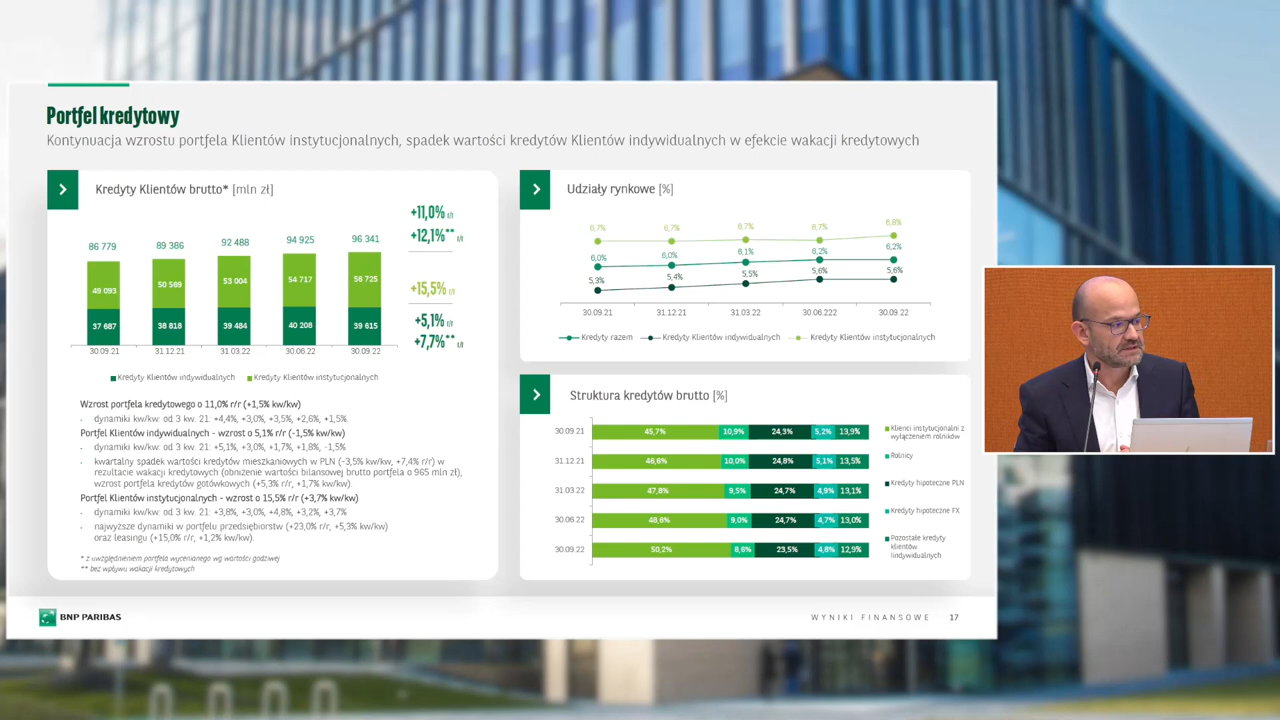 Portfel kredytowy
Kontynuacja wzrostu portfela Klientów instytucjonalnych, spadek wartości kredytów Klientów indywidualnych w efekcie wakacji kredytowych
Kredyty Klientów brutto* [mln zł]
+11,0% r/r
+12,1%** r/r
86 779 89 386 92 488 94 925 96 341
49 093 50 569 53 004 54 717 56 725
+15,5% r/r
37 687 38 818 39 484 40 208 39 615
+5,1% r/r
+7,7%** r/r
30.09.21 31.12.21 31.03.22 30.06.22 30.09.22
Kredyty Klientów indywidualnych Kredyty Klientów instytucjonalnych
Wzrost portfela kredytowego o 11,0% r/r (+1,5% kw/kw)
- dynamiki kw/kw. od 3 kw. 21: +4,4%, +3,0%, +3,5%, +2,6%, +1,5%
Portfel Klientów indywidualnych - wzrost o 5,1% r/r (-1,5% kw/kw)
- dynamiki kw/kw. od 3 kw. 21: +5,1%, +3,0%, +1,7%, +1,8%, -1,5%
- kwartalny spadek wartości kredytów mieszkaniowych w PLN (-3,5% kw/kw, +7,4% r/r) w
rezultacie wakacji kredytowych (obniżenie wartości bilansowej brutto portfela o 965 mln zł),
wzrost portfela kredytów gotówkowych (+5,3% r/r, +1,7% kw/kw).
Portfel Klientów instytucjonalnych - wzrost o 15,5% r/r (+3,7% kw/kw)
- dynamiki kw/kw. od 3 kw. 21: +3,8%, +3,0%, +4,8%, +3,2%, +3,7%
- najwyższe dynamiki w portfelu przedsiębiorstw (+23,0% r/r, +5,3% kw/kw)
oraz leasingu (+15,0% r/r, +1,2% kw/kw).
* z uwzględnieniem portfela wycenianego wg wartości godziwej
** bez wpływu wakacji kredytowych
Udziały rynkowe [%]
6,7% 6,7% 6,7% 6,7% 6,8%
6,0% 6,0% 6,1% 6,2% 6,2%
5,3% 5,4% 5,5% 5,6% 5,6%
30.09.21 31.12.21 31.03.22 30.06.222 30.09.22
Kredyty razem Kredyty Klientów indywidualnych Kredyty Klientów instytucjonalnych
Struktura kredytów brutto [%]
30.09.21 45,7% 10,9% 24,3% 5,2% 13,9%
31.12.21 46,6% 10,0% 24,8% 5,1% 13,5%
31.03.22 47,8% 9,5% 24,7% 4,9% 13,1%
30.06.22 48,6% 9,0% 24,7% 4,7% 13,0%
30.09.22 50,2% 8,6% 23,5% 4,8% 12,9%
Klienci instytucjonalni z
wyłączeniem rolników
Rolnicy
Kredyty hipoteczne PLN
Kredyty hipoteczne FX
Pozostałe kredyty
klientów
iindywidualnych
BNP PARIBAS
WYNIKI FINANSOWE 17